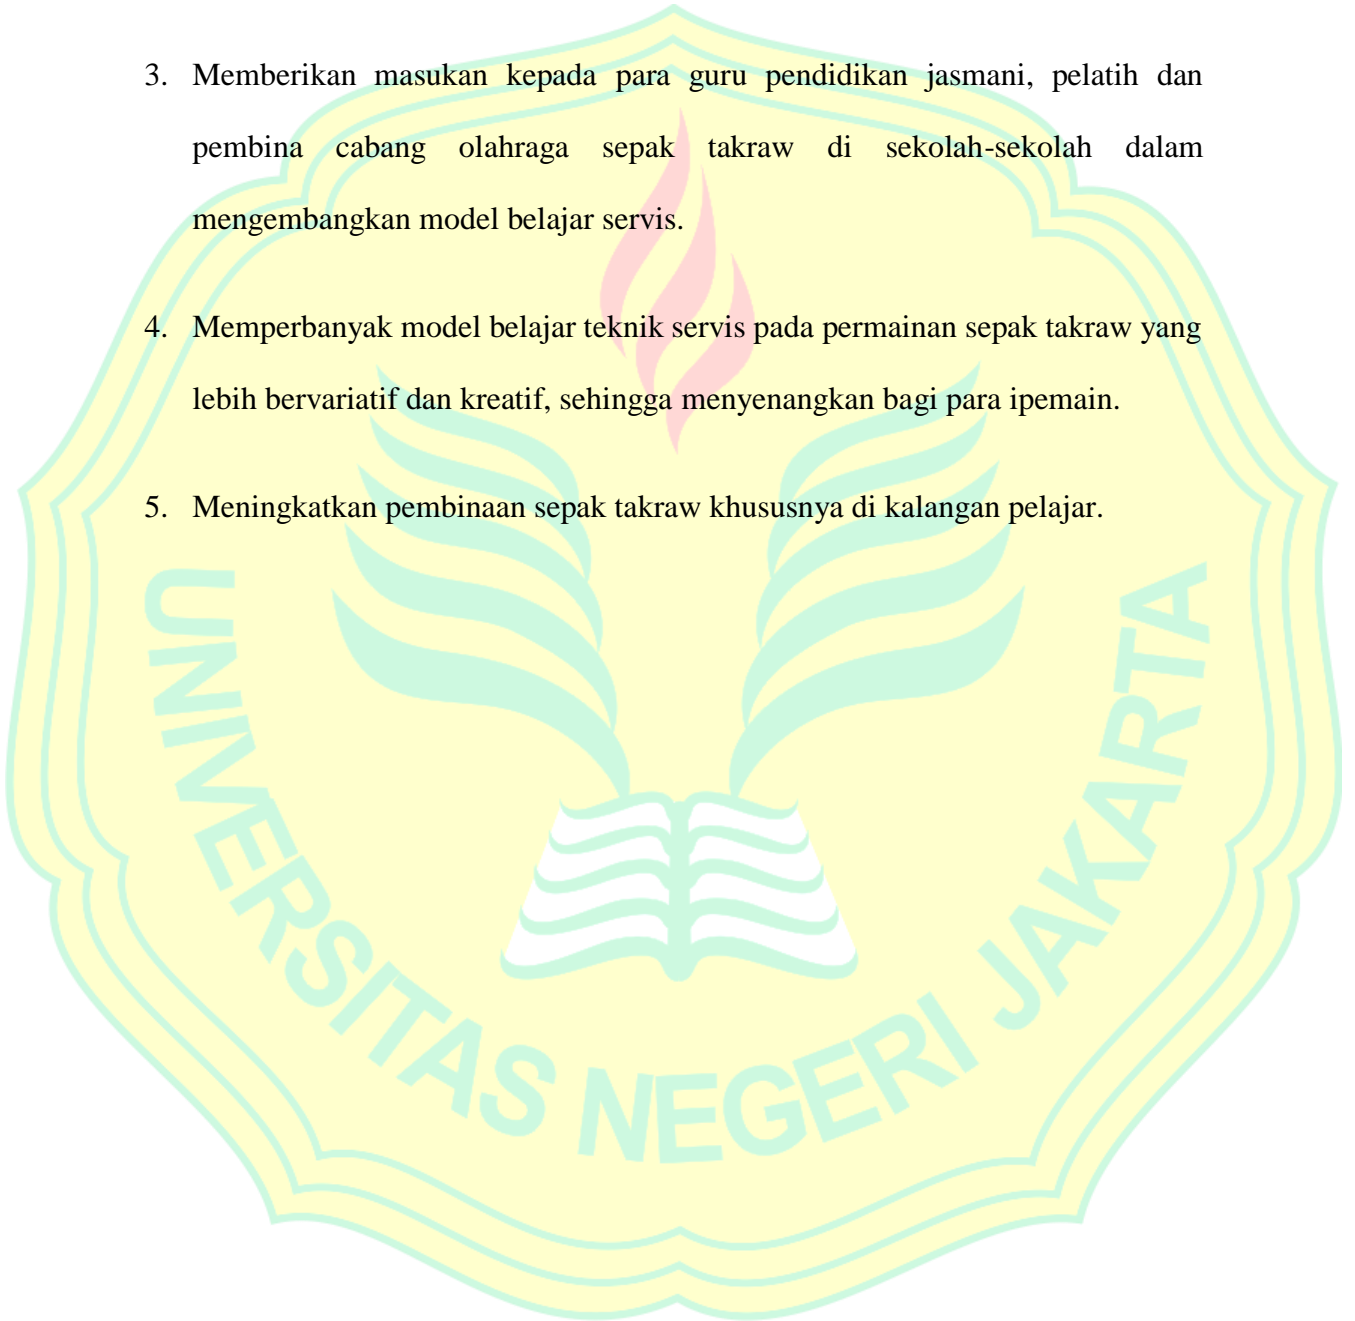 3. Memberikan masukan kepada para guru pendidikan jasmani, pelatih dan
pembina cabang olahraga sepak takraw di sekolah-sekolah dalam
mengembangkan model belajar servis.
4. Memperbanyak model belajar teknik servis pada permainan sepak takraw yang
lebih bervariatif dan kreatif, sehingga menyenangkan bagi para ipemain.
5. Meningkatkan pembinaan sepak takraw khususnya di kalangan pelajar.
UNIVERSITAS NEGERI JAKARTA